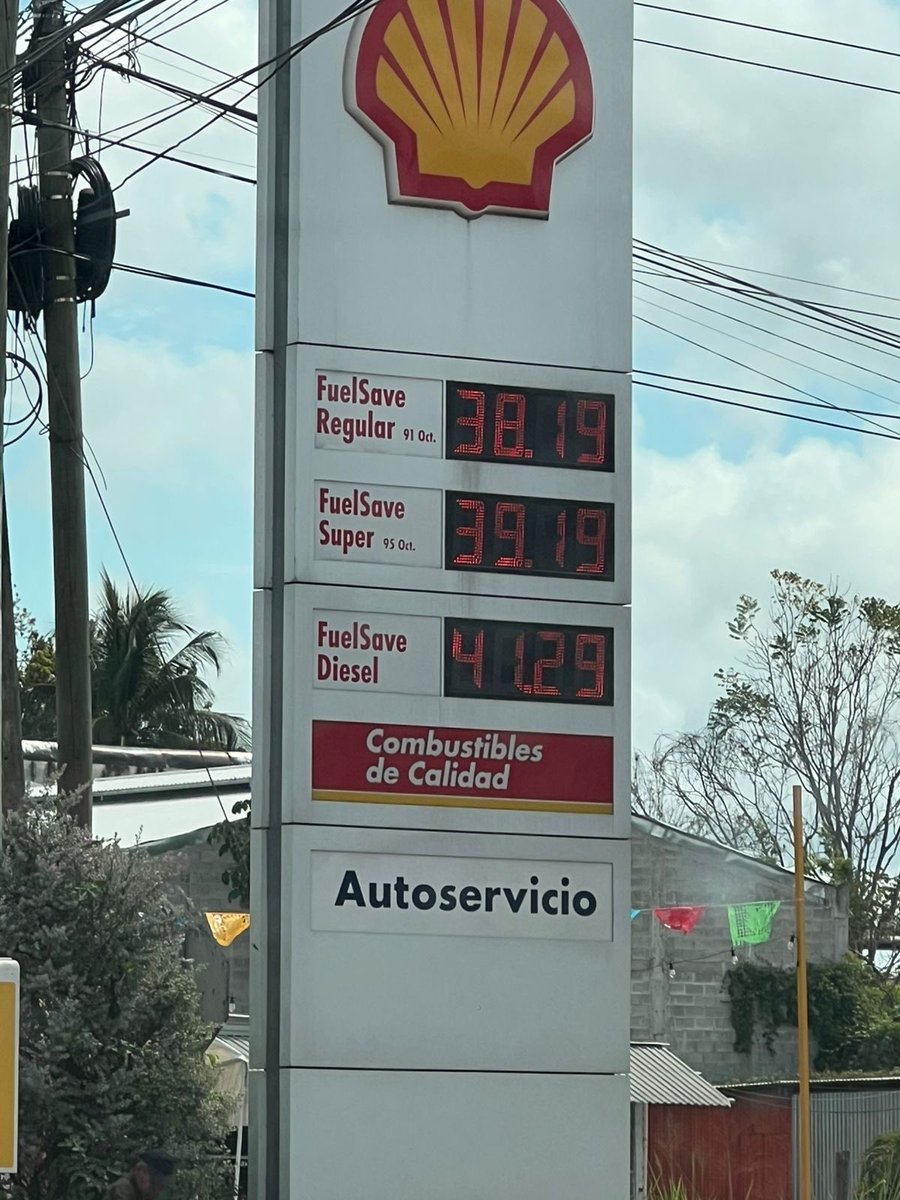 FuelSave
Regular 91 Oct.
38.19
FuelSave
Super 95 Oct.
39.19
FuelSave
Diesel
41.29
Combustibles
de Calidad
Autoservicio